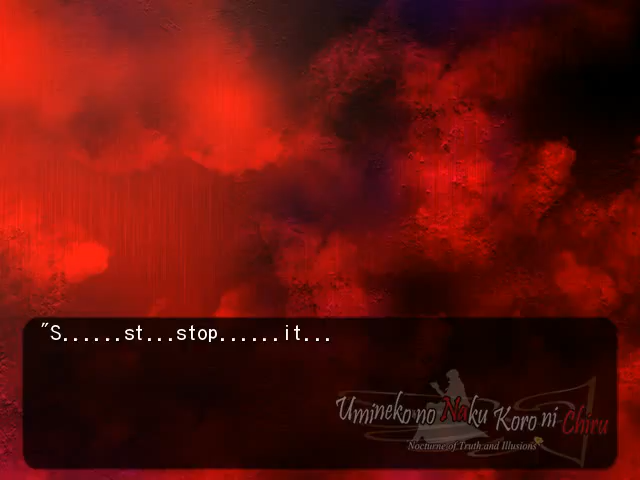 "S......st...stop......it...
Umineko no Naku Koro ni Chiru
Nocturne of Truth and Illusions